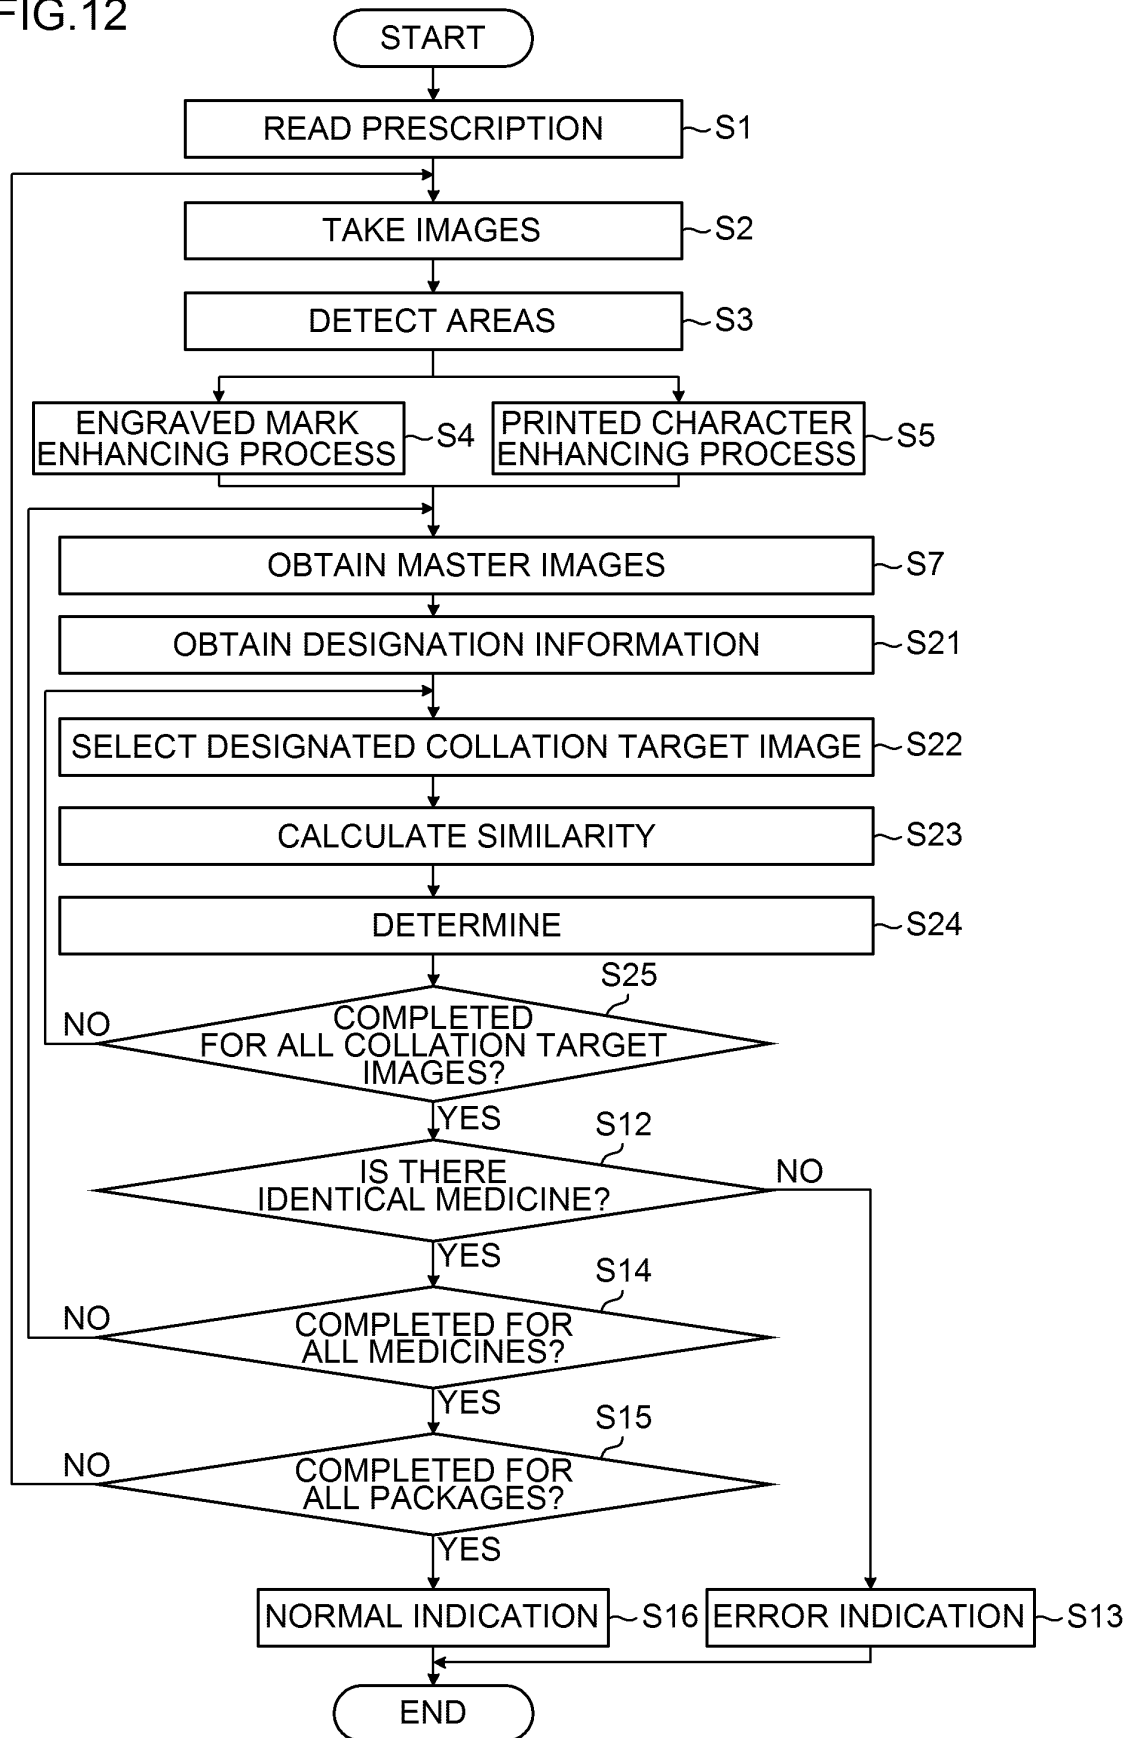 FIG.12
START
READ PRESCRIPTION
S1
TAKE IMAGES
S2
DETECT AREAS
S3
ENGRAVED MARK
ENHANCING PROCESS
S4
PRINTED CHARACTER
ENHANCING PROCESS
S5
OBTAIN MASTER IMAGES
S7
OBTAIN DESIGNATION INFORMATION
S21
SELECT DESIGNATED COLLATION TARGET IMAGE
S22
CALCULATE SIMILARITY
S23
DETERMINE
S24
S25
NO
COMPLETED
FOR ALL COLLATION TARGET
IMAGES?
YES
S12
IS THERE
IDENTICAL MEDICINE?
NO
YES
S14
NO
COMPLETED FOR
ALL MEDICINES?
YES
S15
NO
COMPLETED FOR
ALL PACKAGES?
YES
NORMAL INDICATION
S16
ERROR INDICATION
S13
END